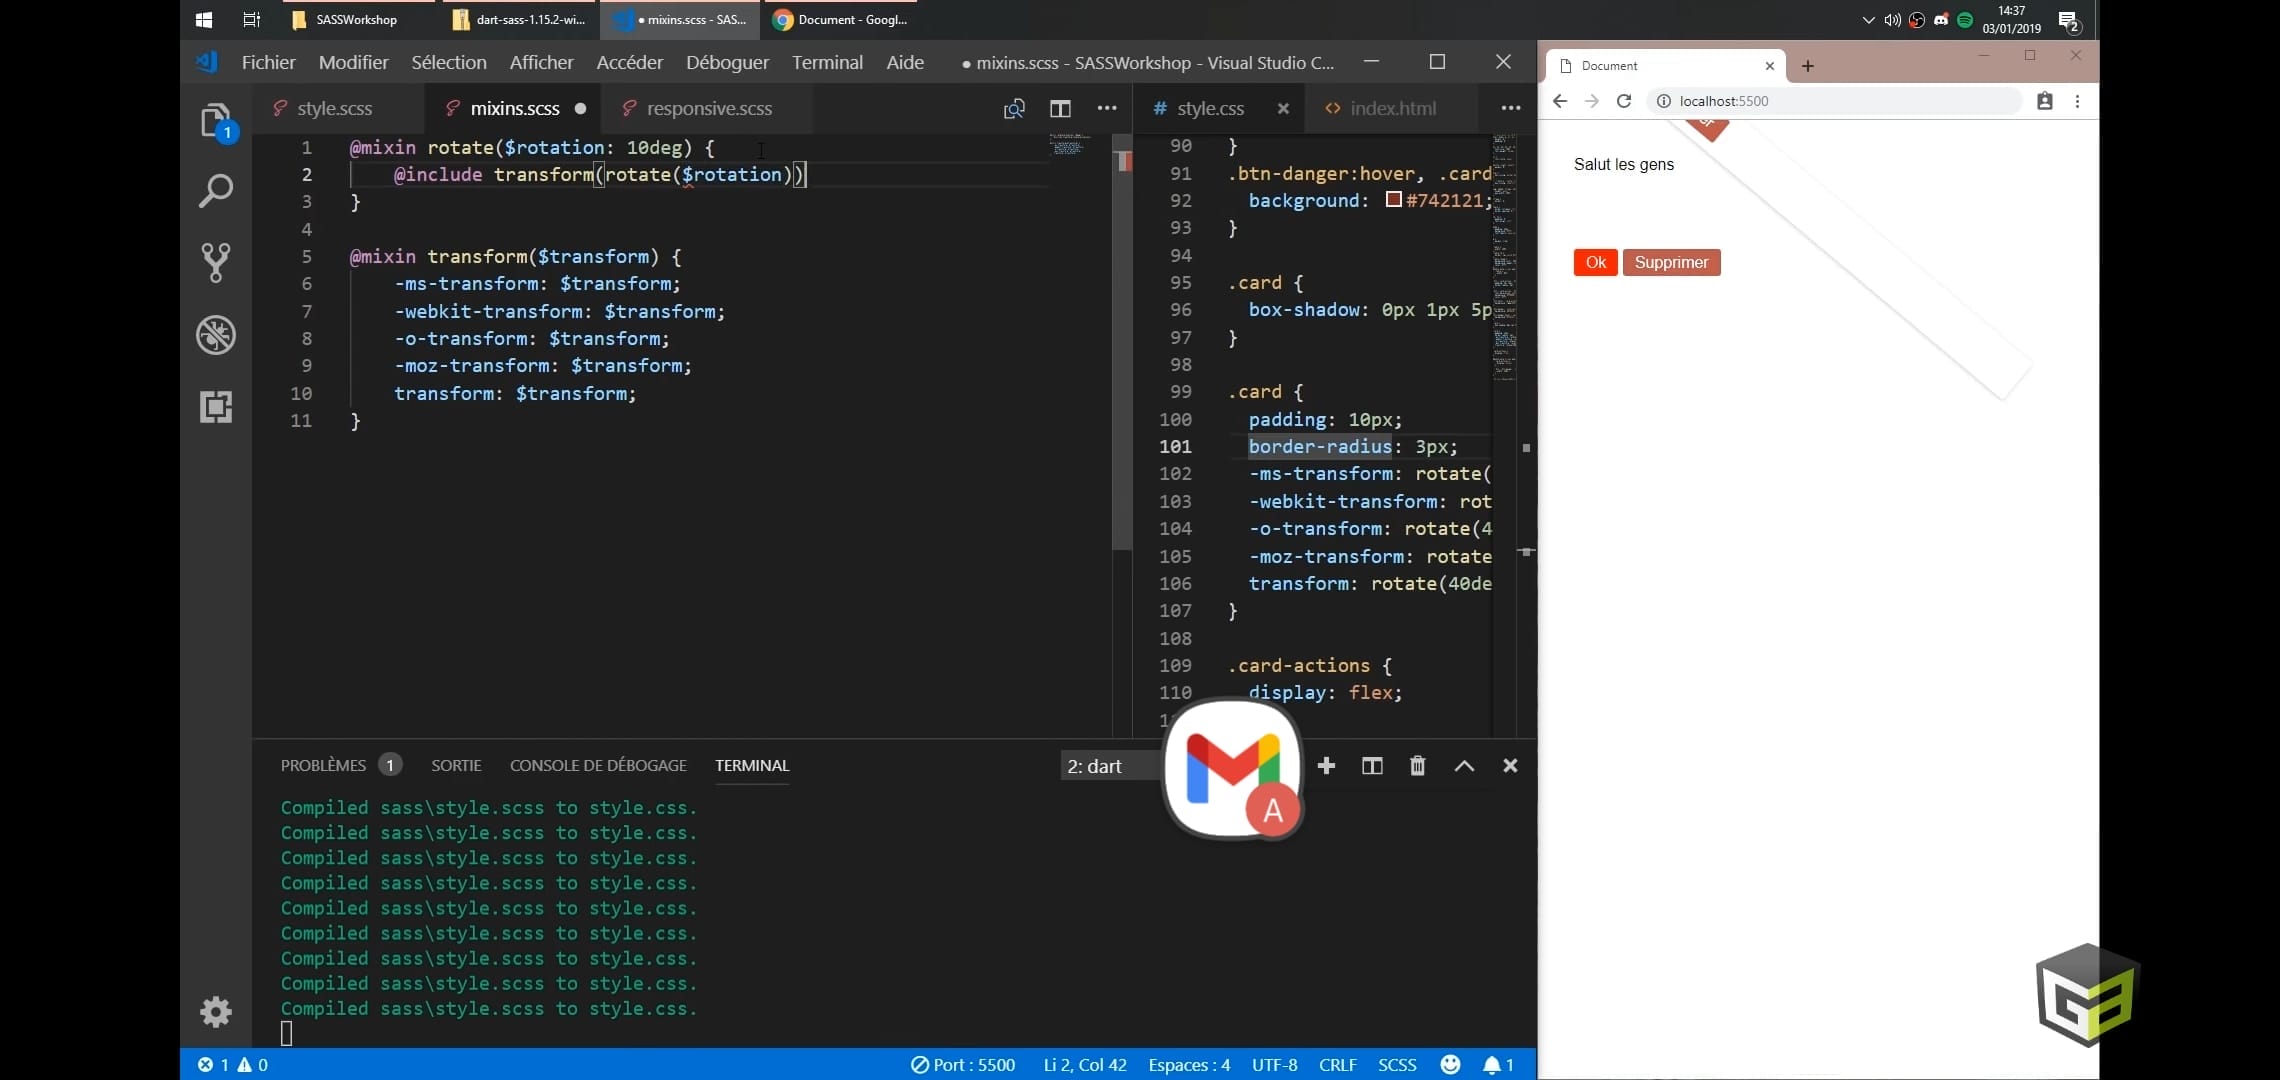 SASSWorkshop
dart-sass-1.15.2-wi...
● mixins.scss - SAS...
Document - Googl...
14:37
03/01/2019
2
Fichier Modifier Sélection Afficher Accéder Déboguer Terminal Aide
● mixins.scss - SASSWorkshop - Visual Studio C...
1
style.scss
mixins.scss ●
responsive.scss
1 @mixin rotate($rotation: 10deg) {
2 @include transform(rotate($rotation))
3 }
4
5 @mixin transform($transform) {
6 -ms-transform: $transform;
7 -webkit-transform: $transform;
8 -o-transform: $transform;
9 -moz-transform: $transform;
10 transform: $transform;
11 }
# style.css
<> index.html
90 }
91 .btn-danger:hover, .card
92 background: #742121;
93 }
94
95 .card {
96 box-shadow: 0px 1px 5p
97 }
98
99 .card {
100 padding: 10px;
101 border-radius: 3px;
102 -ms-transform: rotate(
103 -webkit-transform: rot
104 -o-transform: rotate(4
105 -moz-transform: rotate
106 transform: rotate(40de
107 }
108
109 .card-actions {
110 display: flex;
PROBLÈMES 1 SORTIE CONSOLE DE DÉBOGAGE TERMINAL
2: dart
A
Compiled sass\style.scss to style.css.
Compiled sass\style.scss to style.css.
Compiled sass\style.scss to style.css.
Compiled sass\style.scss to style.css.
Compiled sass\style.scss to style.css.
Compiled sass\style.scss to style.css.
Compiled sass\style.scss to style.css.
Compiled sass\style.scss to style.css.
Compiled sass\style.scss to style.css.
1 0
Port : 5500 Li 2, Col 42 Espaces : 4 UTF-8 CRLF SCSS 1
Document
localhost:5500
Salut les gens
Ok Supprimer